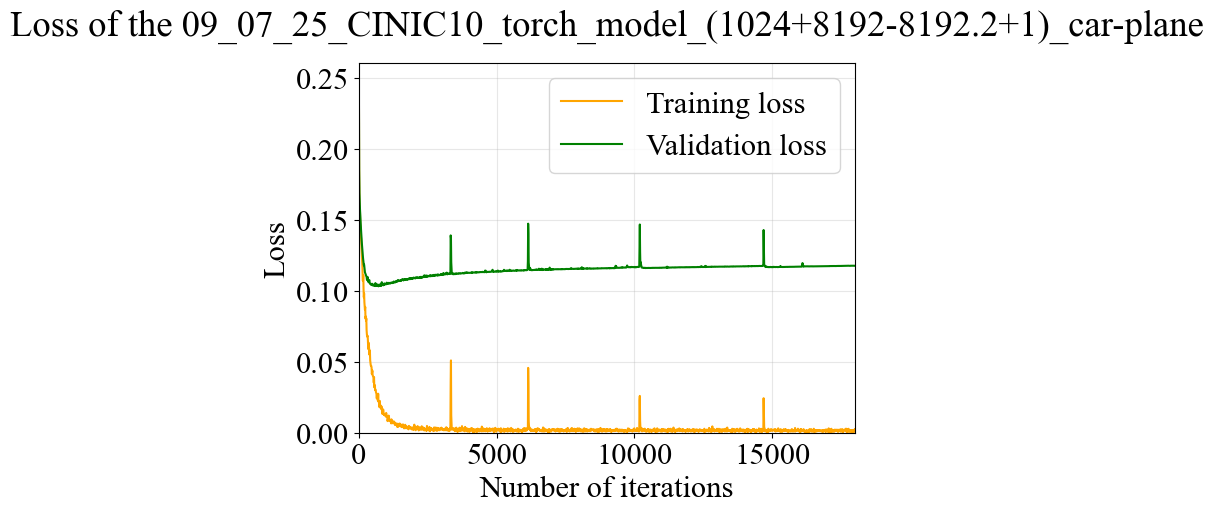 Loss of the 09_07_25_CINIC10_torch_model_(1024+8192-8192.2+1)_car-plane
0.25
0.20
0.15
0.10
0.05
0.00
Loss
Training loss
Validation loss
0 5000 10000 15000
Number of iterations